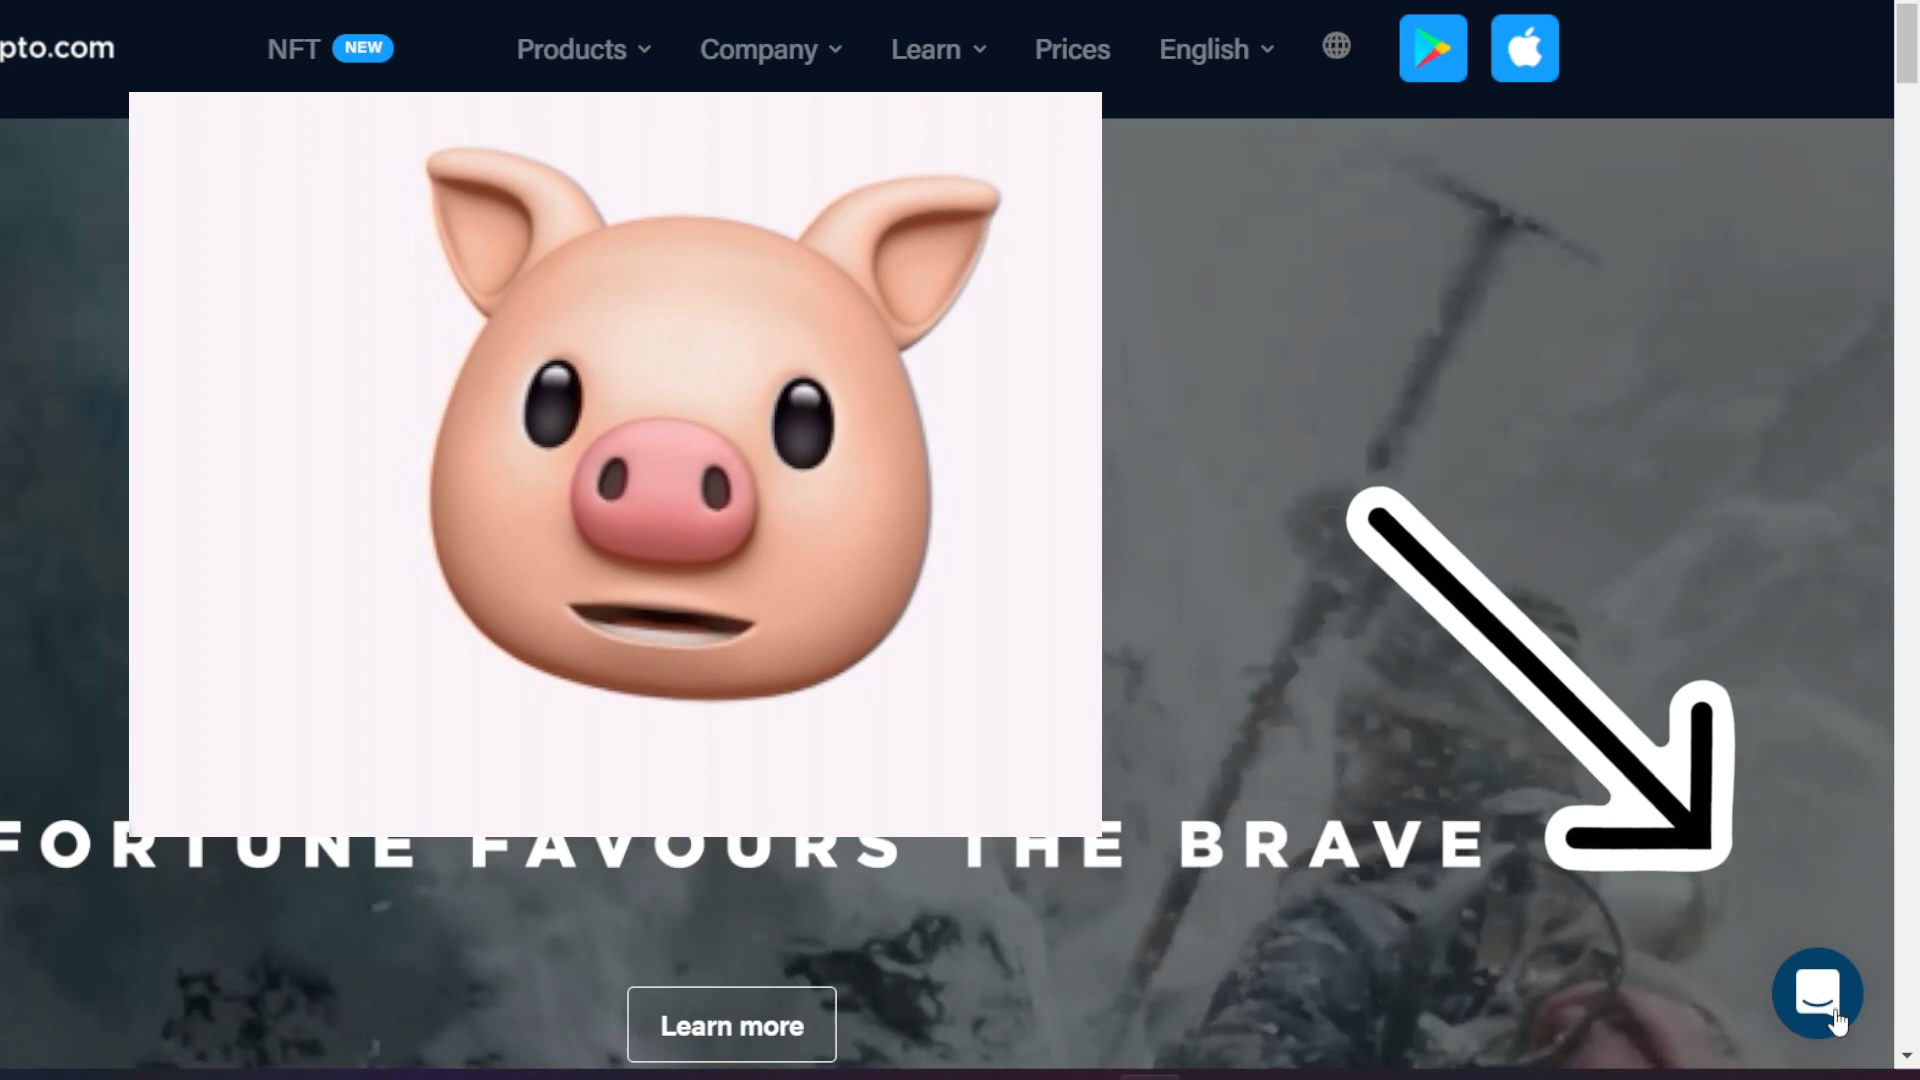 pto.com NFT NEW Products Company Learn Prices English
FORTUNE FAVOURS THE BRAVE
Learn more